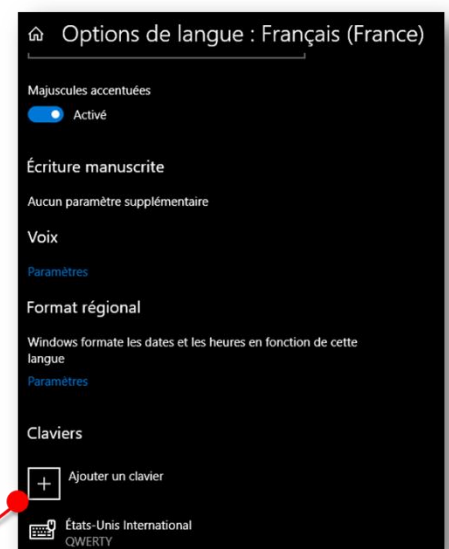 Options de langue : Français (France)
Majuscules accentuées
Activé
Écriture manuscrite
Aucun paramètre supplémentaire
Voix
Paramètres
Format régional
Windows formate les dates et les heures en fonction de cette
langue
Paramètres
Claviers
Ajouter un clavier
États-Unis International
QWERTY